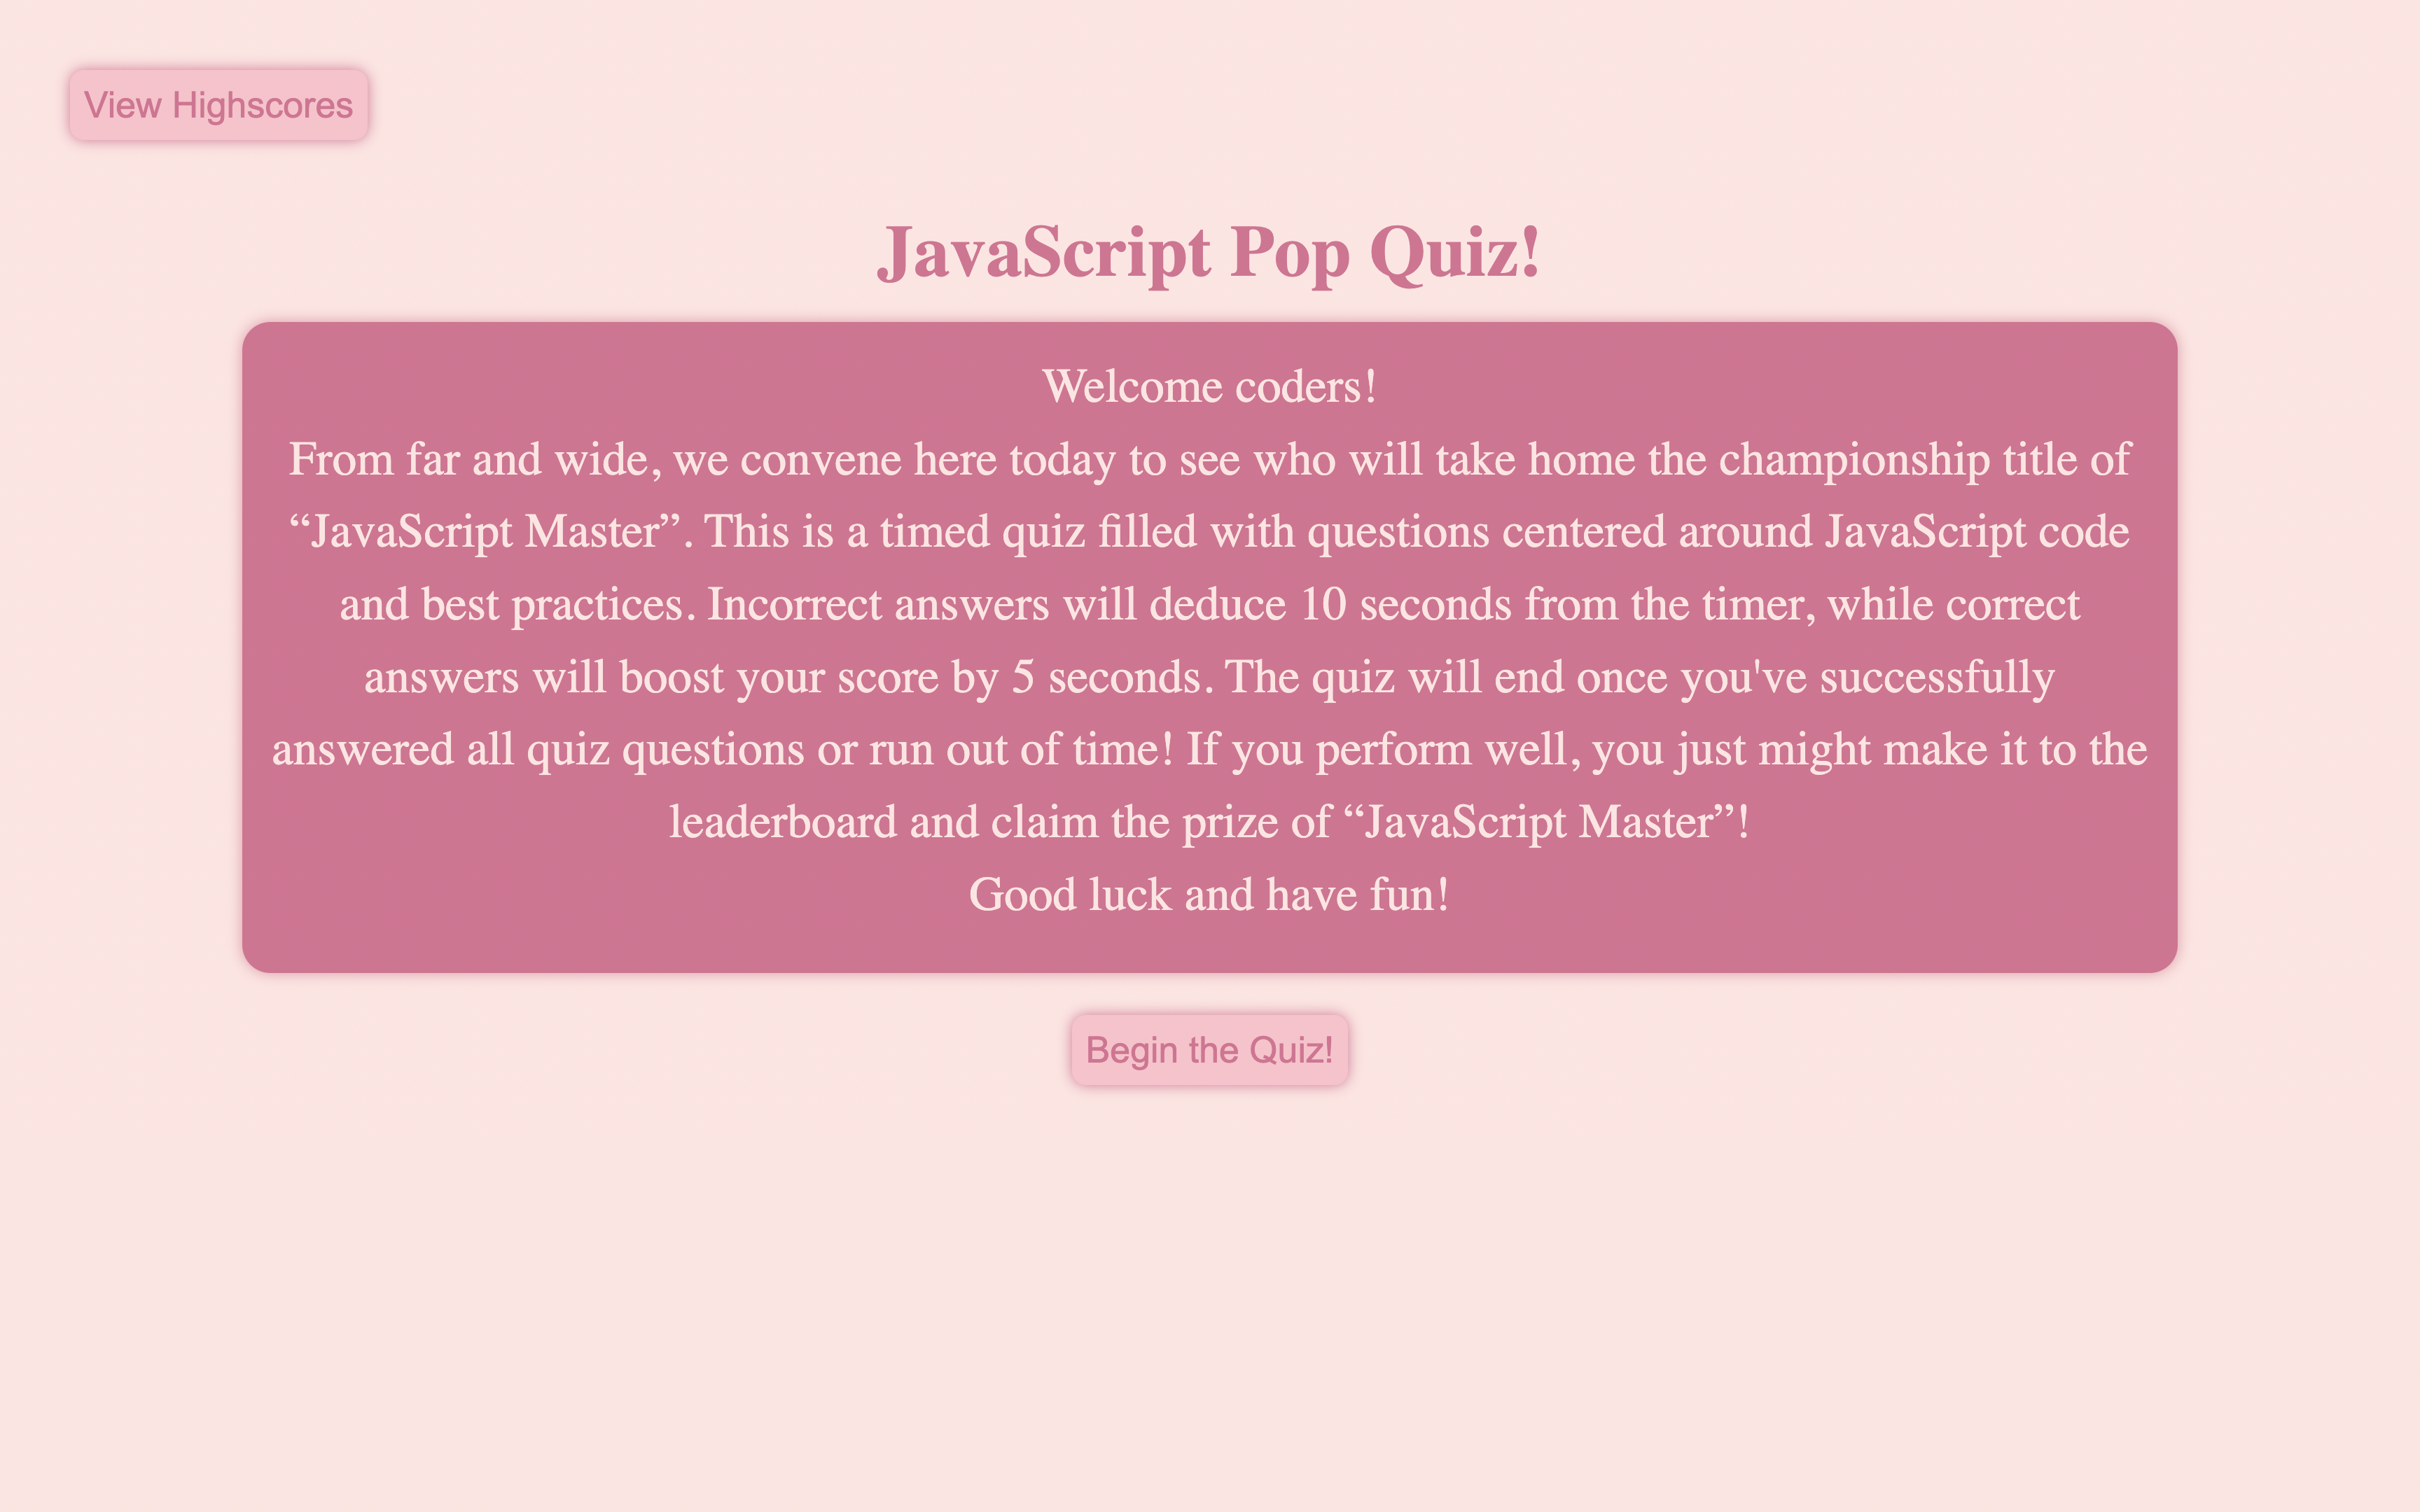 View Highscores
JavaScript Pop Quiz!
Welcome coders!
From far and wide, we convene here today to see who will take home the championship title of
“JavaScript Master”. This is a timed quiz filled with questions centered around JavaScript code
and best practices. Incorrect answers will deduce 10 seconds from the timer, while correct
answers will boost your score by 5 seconds. The quiz will end once you've successfully
answered all quiz questions or run out of time! If you perform well, you just might make it to the
leaderboard and claim the prize of “JavaScript Master”!
Good luck and have fun!
Begin the Quiz!